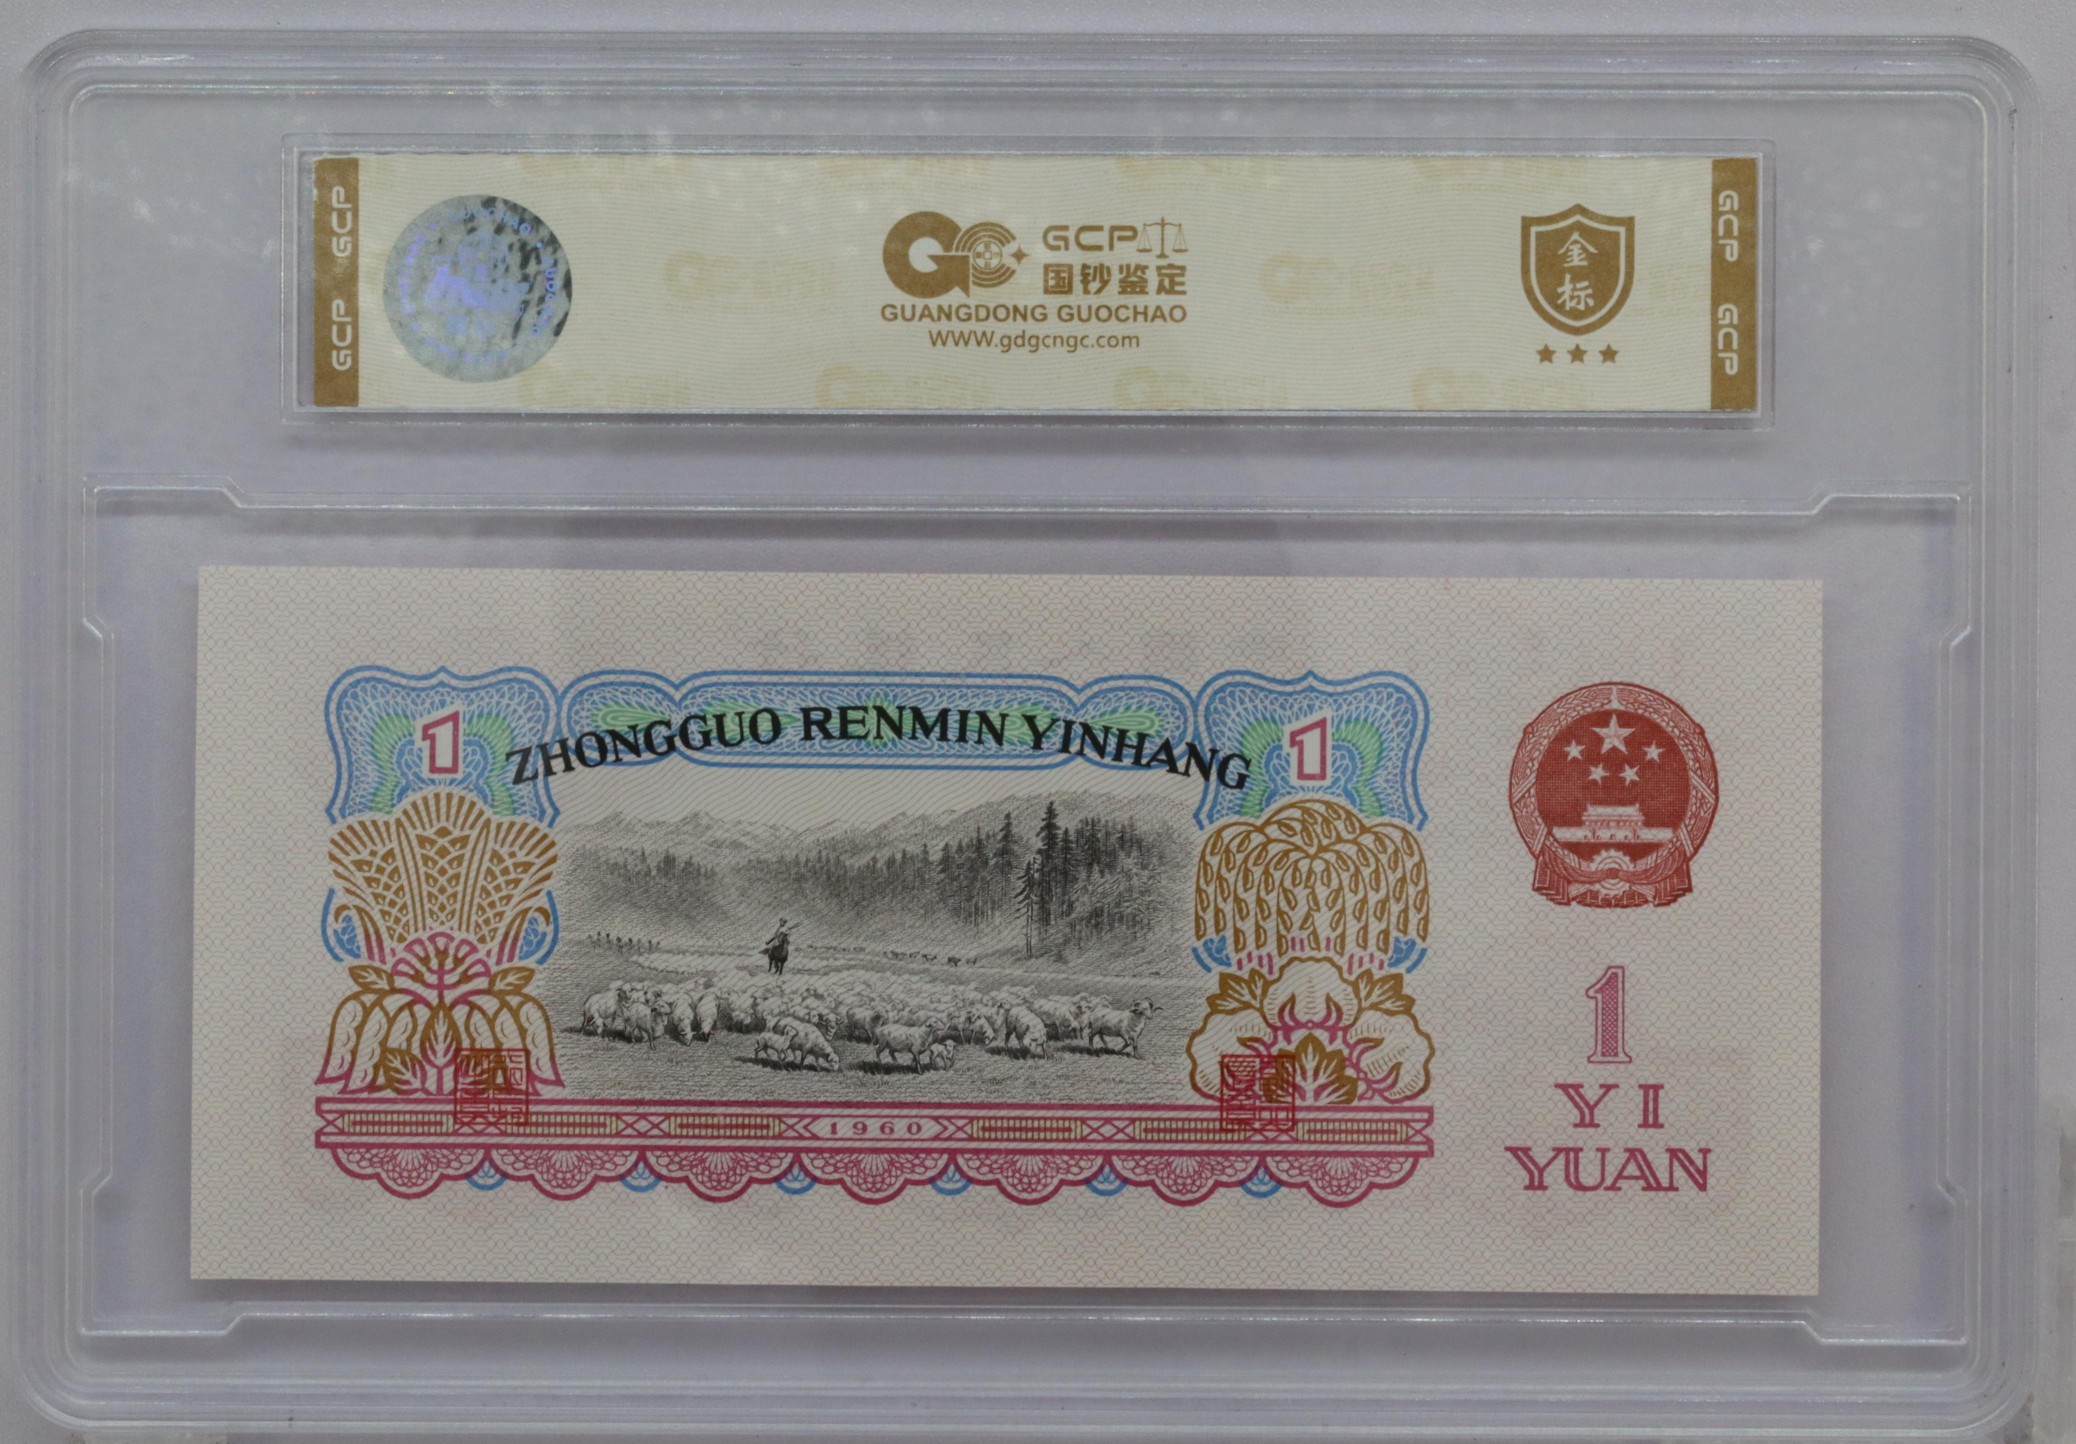 GCP GCP
GCP
国钞鉴定
GUANGDONG GUOCHAO
WWW.gdgcngc.com
金
标
GCP GCP
1
ZHONGGUO RENMIN YINHANG
1
1960
1
YI
YUAN